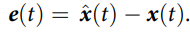 e(t) = x̂(t) − x(t).